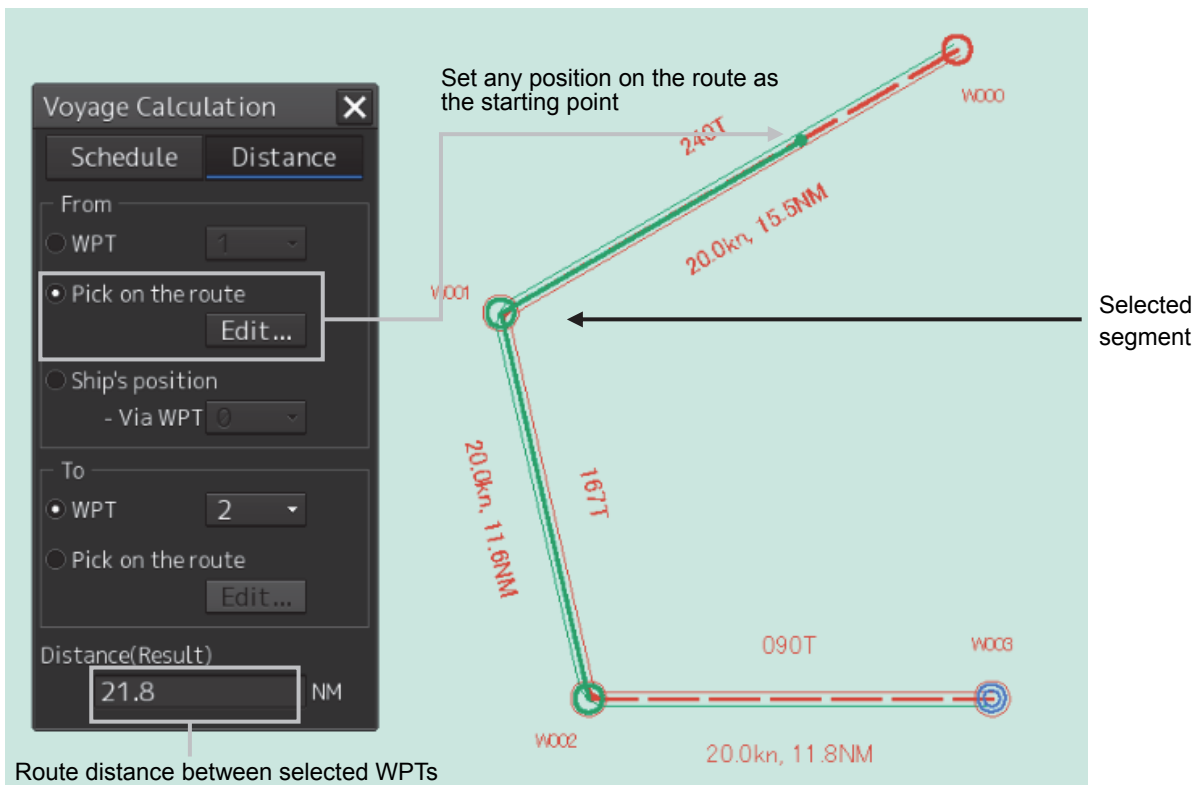 Voyage Calculation
Schedule Distance
From
WPT 1
Pick on the route
Edit...
Ship's position
- Via WPT 0
To
WPT 2
Pick on the route
Edit...
Distance(Result)
21.8 NM
Route distance between selected WPTs
Set any position on the route as
the starting point
W000
240T
20.0kn, 15.5NM
W001
Selected
segment
20.0kn, 11.6NM
167T
090T
W003
W002
20.0kn, 11.8NM